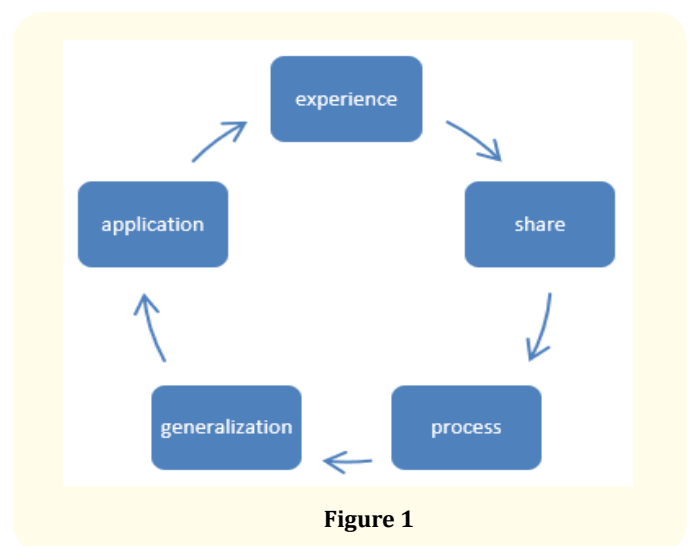 experience
share
process
generalization
application
Figure 1